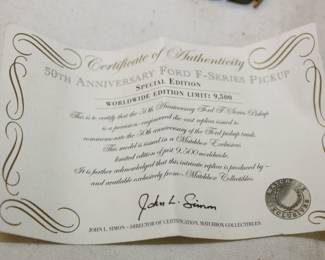 Certificate of Authenticity
50TH ANNIVERSARY FORD F-SERIES PICKUP
SPECIAL EDITION
WORLDWIDE EDITION LIMIT: 9,500
This is to certify that the 50th Anniversary Ford F-Series Pickup
is a precision-engineered die-cast replica issued to
commemorate the 50th anniversary of the Ford pickup truck.
This model is issued in a Matchbox Exclusives
limited edition of just 9,500 worldwide.
It is further acknowledged that this intricate replica is produced by—
and available exclusively from—Matchbox Collectibles.
John L. Simon
JOHN L. SIMON – DIRECTOR OF CERTIFICATION, MATCHBOX COLLECTIBLES.
MATCHBOX
EXCLUSIVES